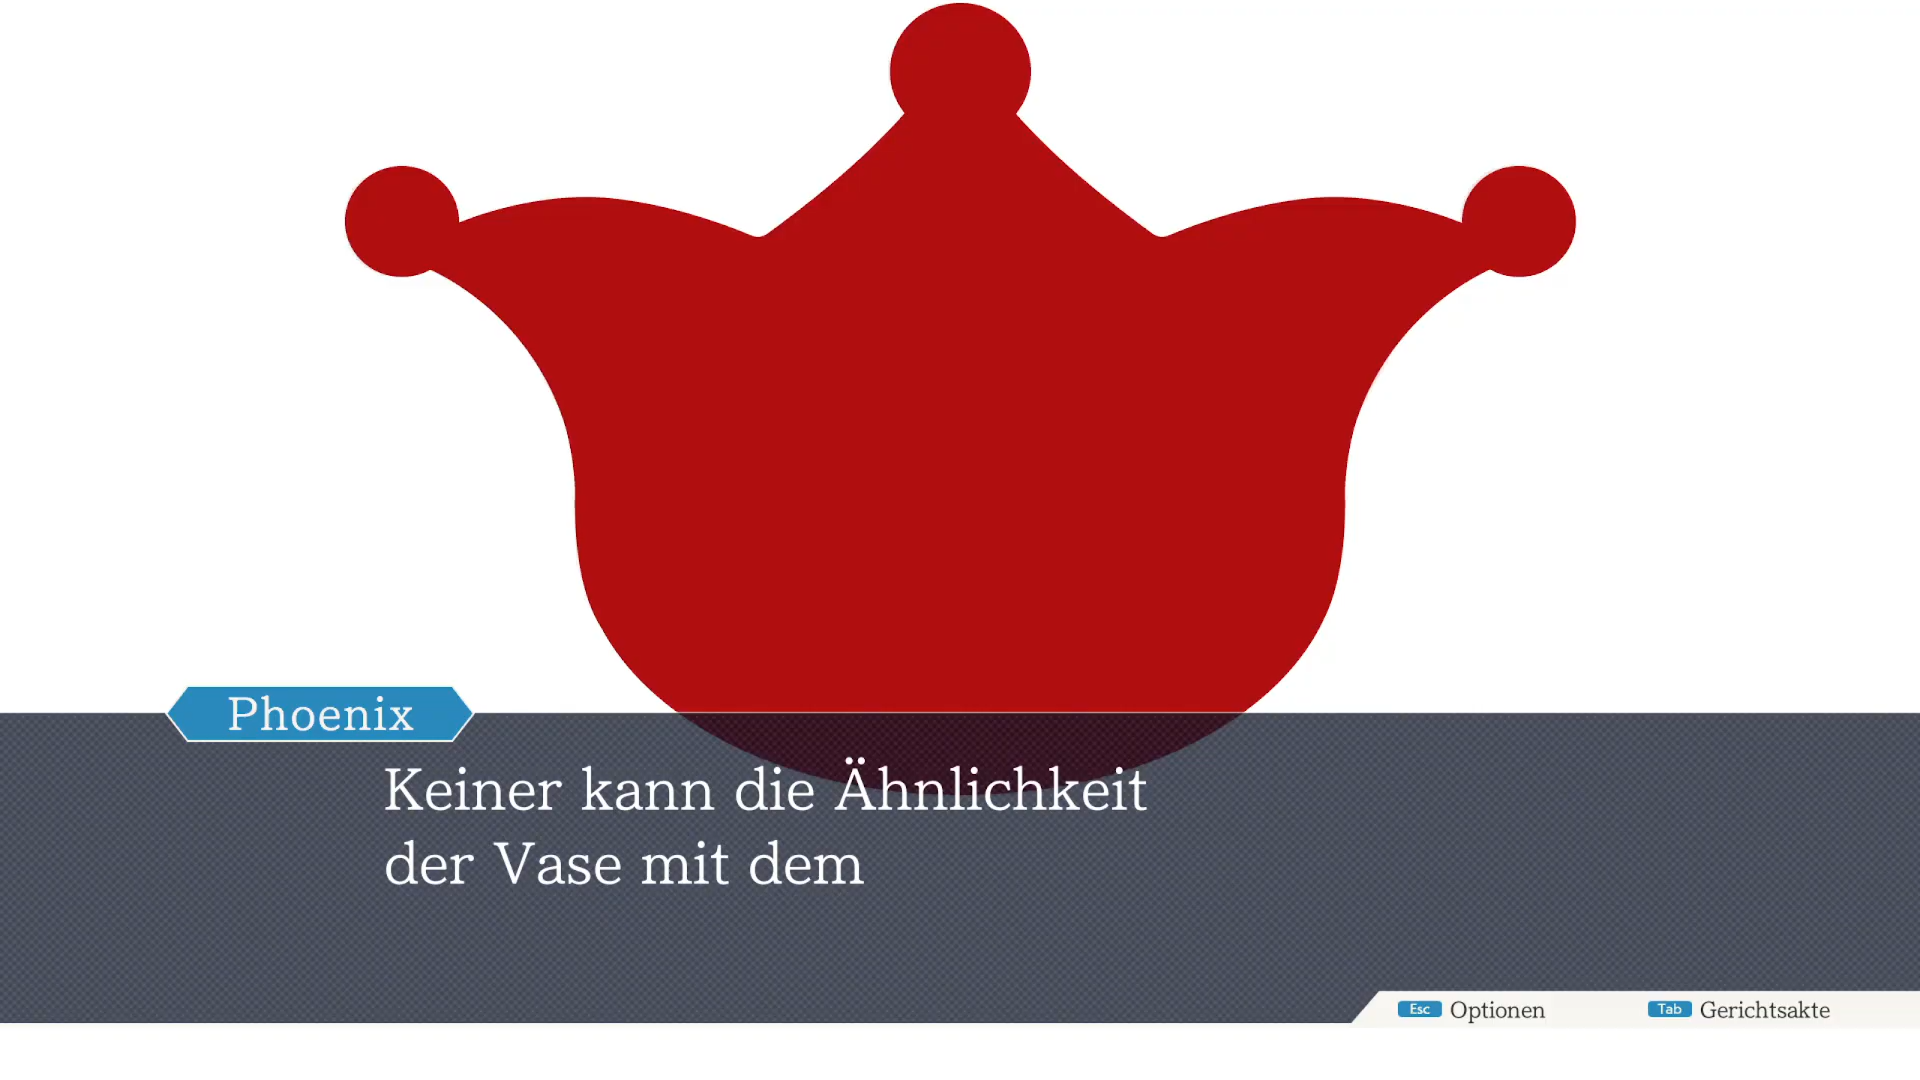 Phoenix
Keiner kann die Ähnlichkeit
der Vase mit dem
Esc Optionen
Tab Gerichtsakte